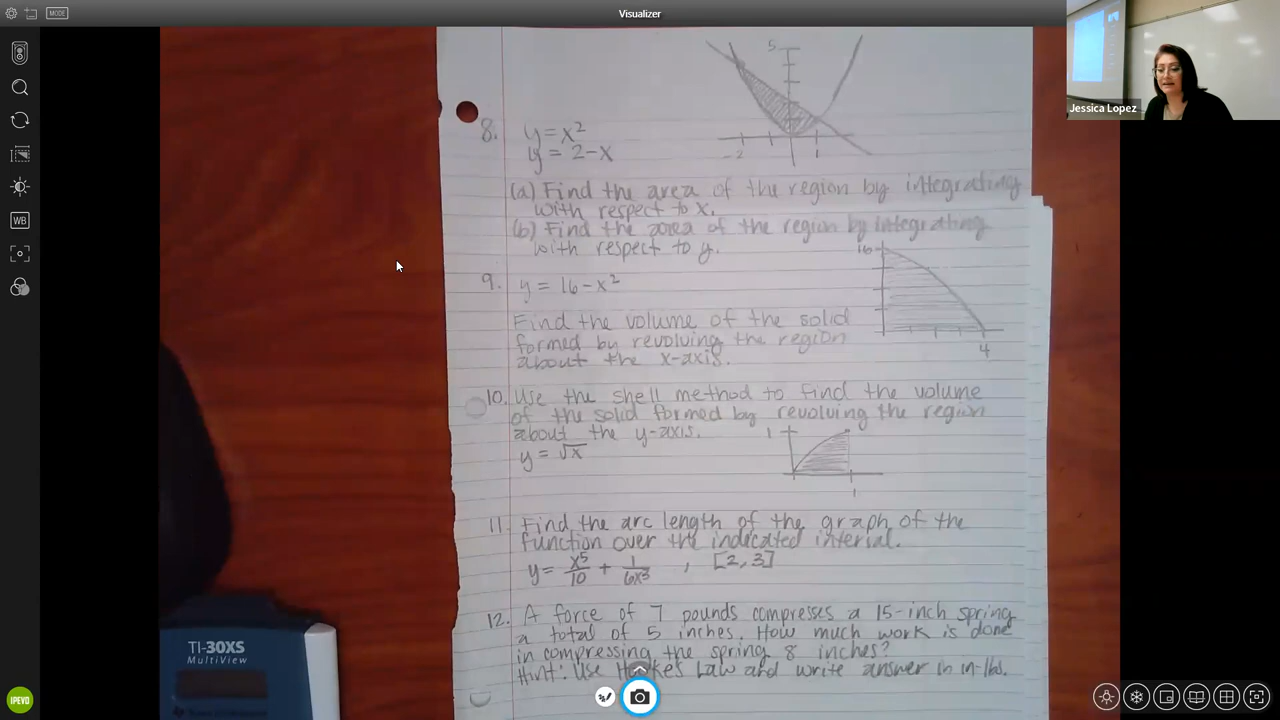 MODE
Visualizer
Jessica Lopez
5
-2
1
8. y = x²
y = 2-x
(a) Find the area of the region by integrating
with respect to x.
(b) Find the area of the region by integrating
with respect to y.
9. y = 16-x²
16
4
Find the volume of the solid
formed by revolving the region
about the x-axis.
10. Use the shell method to find the volume
of the solid formed by revolving the region
about the y-axis.
y = √x
1
1
11. Find the arc length of the graph of the
function over the indicated interval.
y = x⁵/10 + 1/6x³ , [2,3]
12. A force of 7 pounds compresses a 15-inch spring
a total of 5 inches. How much work is done
in compressing the spring 8 inches?
Hint: Use Hookes Law and write answer in in-lbs.
TI-30XS
MultiView
WB
IPEVO